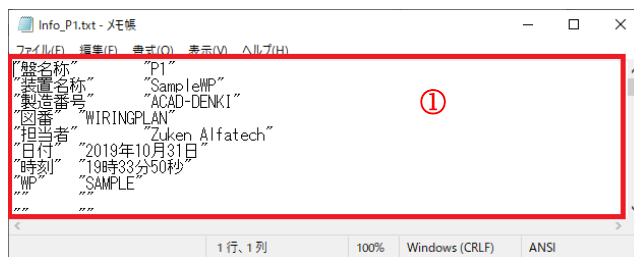 Info_P1.txt - メモ帳
ファイル(F) 編集(E) 書式(O) 表示(V) ヘルプ(H)
"盤名称" "P1"
"装置名称" "SampleWP"
"製造番号" "ACAD-DENKI"
"図番" "WIRINGPLAN"
"担当者" "Zuken Alfatech"
"日付" "2019年10月31日"
"時刻" "19時33分50秒"
"WP" "SAMPLE"
"" ""
"" ""
①
1行、1列 100% Windows (CRLF) ANSI